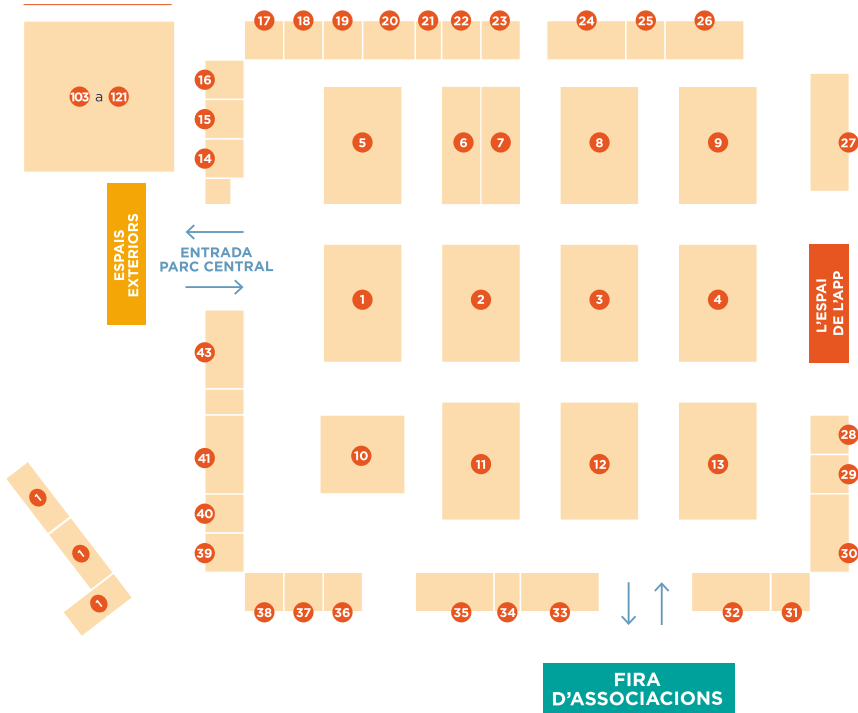 17 18 19 20 21 22 23 24 25 26
16
103 a 121
15
5 6 7 8 9 27
14
ESPAIS
EXTERIORS
ENTRADA
PARC CENTRAL
1 2 3 4
L'ESPAI
DE L'APP
43
28
10 11 12 13
41
29
1
40
1
39
30
1
38 37 36 35 34 33 32 31
FIRA
D'ASSOCIACIONS